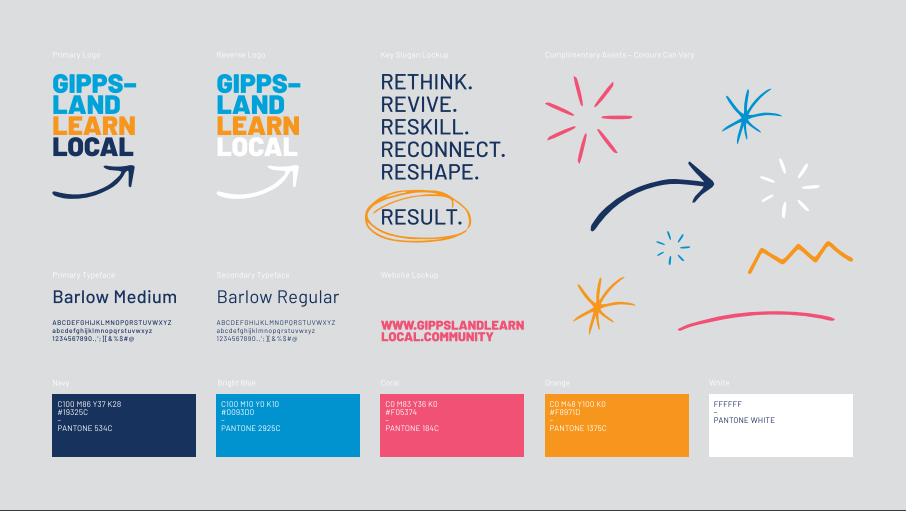 Primary Logo
GIPPS–
LAND
LEARN
LOCAL
Reverse Logo
GIPPS–
LAND
LEARN
LOCAL
Key Slogan Lockup
RETHINK.
REVIVE.
RESKILL.
RECONNECT.
RESHAPE.
RESULT.
Complimentary Assets – Colours Can Vary
Primary Typeface
Barlow Medium
ABCDEFGHIJKLMNOPQRSTUVWXYZ
abcdefghijklmnopqrstuvwxyz
1234567890.,';][&%$#@
Secondary Typeface
Barlow Regular
ABCDEFGHIJKLMNOPQRSTUVWXYZ
abcdefghijklmnopqrstuvwxyz
1234567890.,';][&%$#@
Website Lockup
WWW.GIPPSLANDLEARN
LOCAL.COMMUNITY
Navy
C100 M86 Y37 K28
#19325C
–
PANTONE 534C
Bright Blue
C100 M10 Y0 K10
#0093D0
–
PANTONE 2925C
Coral
C0 M83 Y36 K0
#F05374
–
PANTONE 184C
Orange
C0 M48 Y100 K0
#F8971D
–
PANTONE 1375C
White
FFFFFF
–
PANTONE WHITE